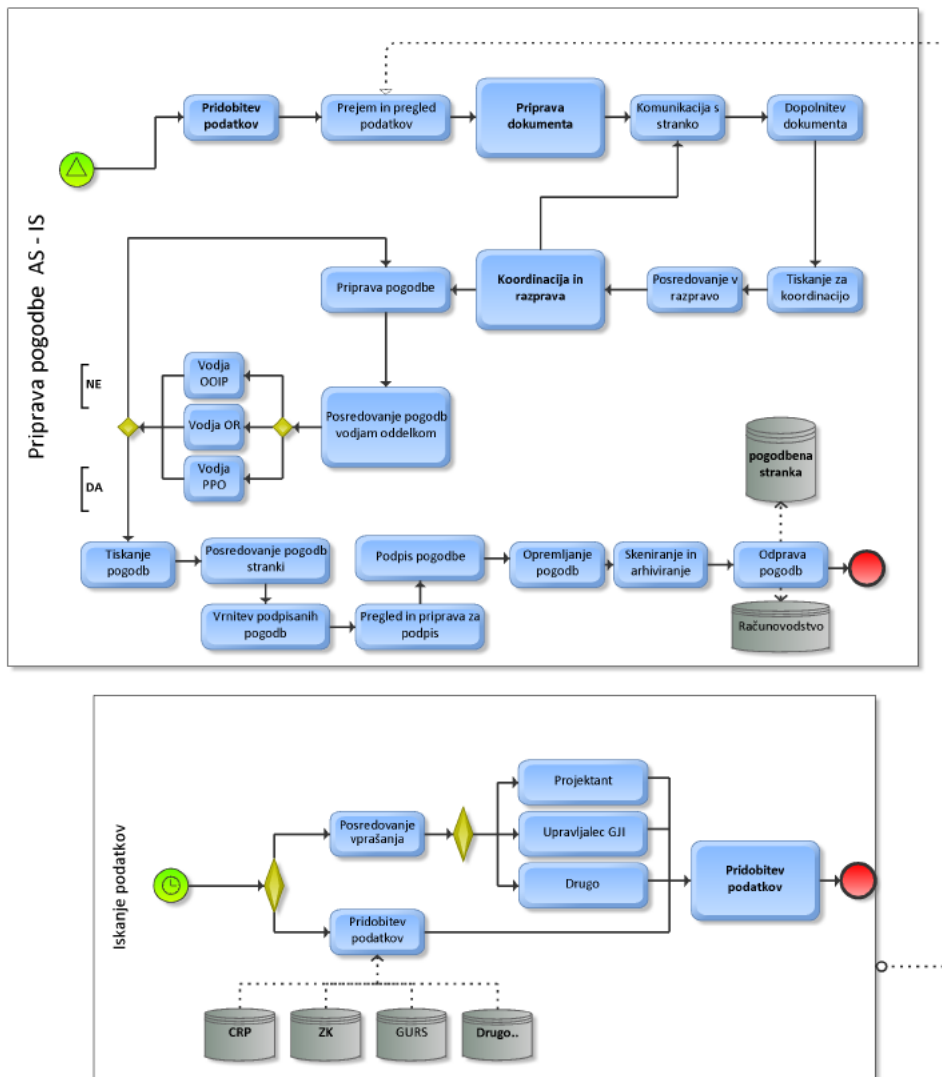 Priprava pogodbe AS - IS
Pridobitev
podatkov
Prejem in pregled
podatkov
Priprava
dokumenta
Komunikacija s
stranko
Dopolnitev
dokumenta
Priprava pogodbe
Koordinacija in
razprava
Posredovanje v
razpravo
Tiskanje za
koordinacijo
NE
DA
Vodja
OOIP
Vodja OR
Vodja
PPO
Posredovanje pogodb
vodjam oddelkom
pogodbena
stranka
Tiskanje
pogodb
Posredovanje pogodb
stranki
Vrnitev podpisanih
pogodb
Podpis pogodbe
Pregled in priprava za
podpis
Opremljanje
pogodb
Skeniranje in
arhiviranje
Odprava
pogodb
Računovodstvo
Iskanje podatkov
Posredovanje
vprašanja
Projektant
Upravljalec GJI
Drugo
Pridobitev
podatkov
Pridobitev
podatkov
CRP
ZK
GURS
Drugo..